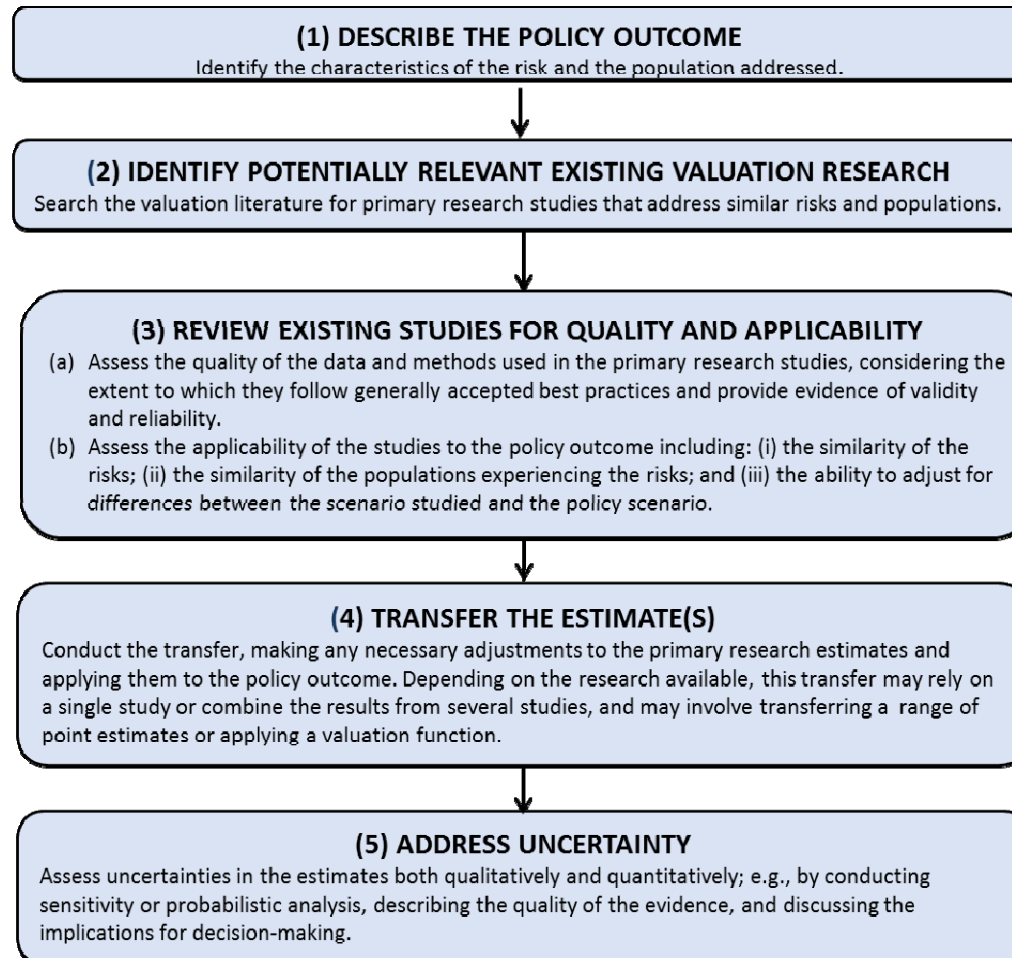 (1) DESCRIBE THE POLICY OUTCOME
Identify the characteristics of the risk and the population addressed.
(2) IDENTIFY POTENTIALLY RELEVANT EXISTING VALUATION RESEARCH
Search the valuation literature for primary research studies that address similar risks and populations.
(3) REVIEW EXISTING STUDIES FOR QUALITY AND APPLICABILITY
(a) Assess the quality of the data and methods used in the primary research studies, considering the
extent to which they follow generally accepted best practices and provide evidence of validity
and reliability.
(b) Assess the applicability of the studies to the policy outcome including: (i) the similarity of the
risks; (ii) the similarity of the populations experiencing the risks; and (iii) the ability to adjust for
differences between the scenario studied and the policy scenario.
(4) TRANSFER THE ESTIMATE(S)
Conduct the transfer, making any necessary adjustments to the primary research estimates and
applying them to the policy outcome. Depending on the research available, this transfer may rely on
a single study or combine the results from several studies, and may involve transferring a range of
point estimates or applying a valuation function.
(5) ADDRESS UNCERTAINTY
Assess uncertainties in the estimates both qualitatively and quantitatively; e.g., by conducting
sensitivity or probabilistic analysis, describing the quality of the evidence, and discussing the
implications for decision-making.